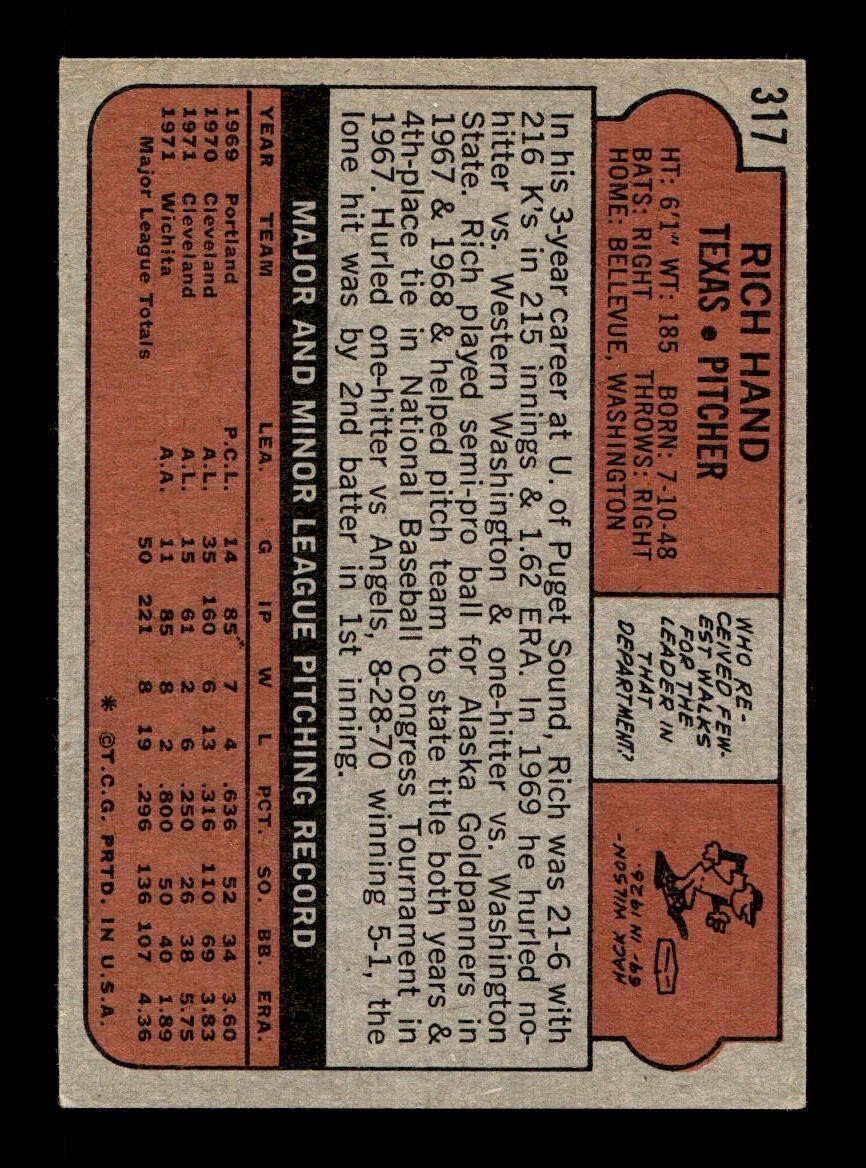 317
RICH HAND
TEXAS • PITCHER
HT: 6'1" WT: 185 BORN: 7-10-48
BATS: RIGHT THROWS: RIGHT
HOME: BELLEVUE, WASHINGTON
WHO RE-
CEIVED FEW-
EST WALKS
FOR THE
LEADER IN
THAT
DEPARTMENT?
HACK WILSON-
69- IN 1926.
In his 3-year career at U. of Puget Sound, Rich was 21-6 with
216 K's in 215 innings & 1.62 ERA. In 1969 he hurled no-
hitter vs. Western Washington & one-hitter vs. Washington
State. Rich played semi-pro ball for Alaska Goldpanners in
1967 & 1968 & helped pitch team to state title both years &
4th-place tie in National Baseball Congress Tournament in
1967. Hurled one-hitter vs Angels, 8-28-70 winning 5-1, the
lone hit was by 2nd batter in 1st inning.
MAJOR AND MINOR LEAGUE PITCHING RECORD
YEAR TEAM LEA. G IP W L PCT. SO. BB. ERA.
1969 Portland P.C.L. 14 85 7 4 .636 52 34 3.60
1970 Cleveland A.L. 35 160 6 13 .316 110 69 3.83
1971 Cleveland A.L. 15 61 2 6 .250 26 38 5.75
1971 Wichita A.A. 11 85 8 2 .800 50 40 1.89
Major League Totals 50 221 8 19 .296 136 107 4.36
* ©T.C.G. PRTD. IN U.S.A.